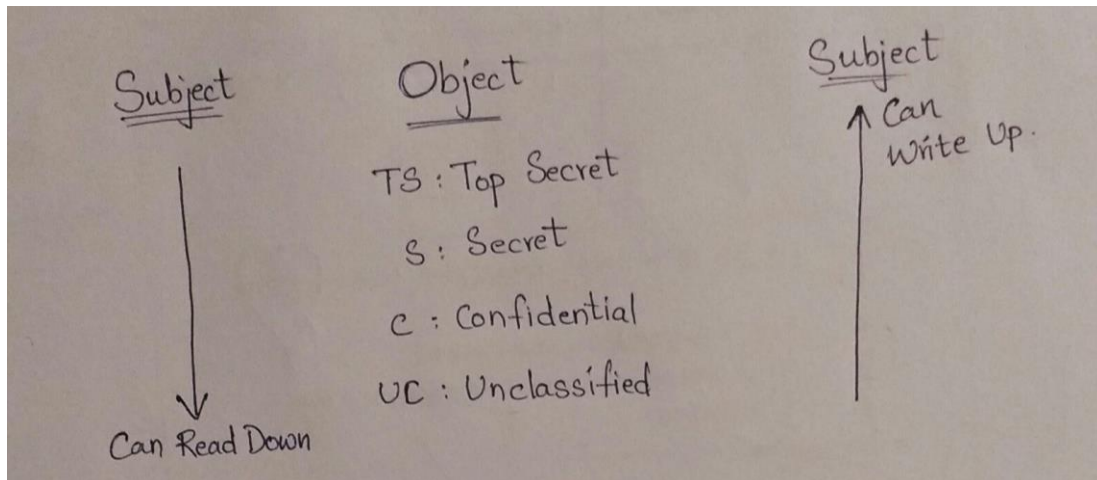 Subject
Object
Subject
Can
Write Up.
TS : Top Secret
S : Secret
C : Confidential
UC : Unclassified
Can Read Down